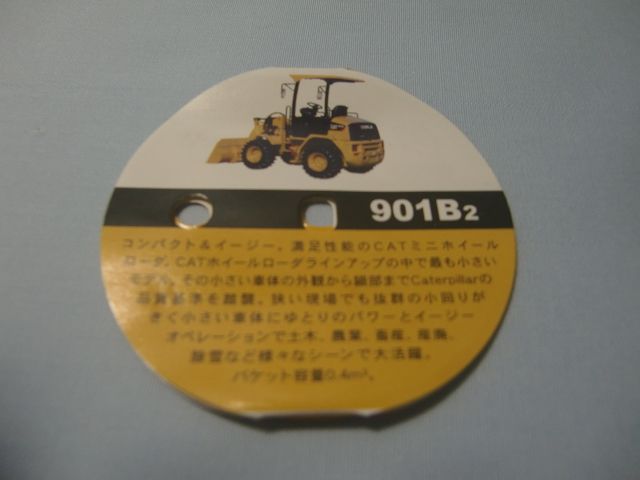 901B2
コンパクト＆イージー。満足性能のCATミニホイール
ローダ。CATホイールローダラインアップの中で最も小さい
モデル。その小さい車体の外観から細部までCaterpillarの
品質基準を踏襲。狭い現場でも抜群の小回りが
きく小さい車体にゆとりのパワーとイージー
オペレーションで土木、農業、畜産、産廃、
除雪など様々なシーンで大活躍。
バケット容量0.4m³。